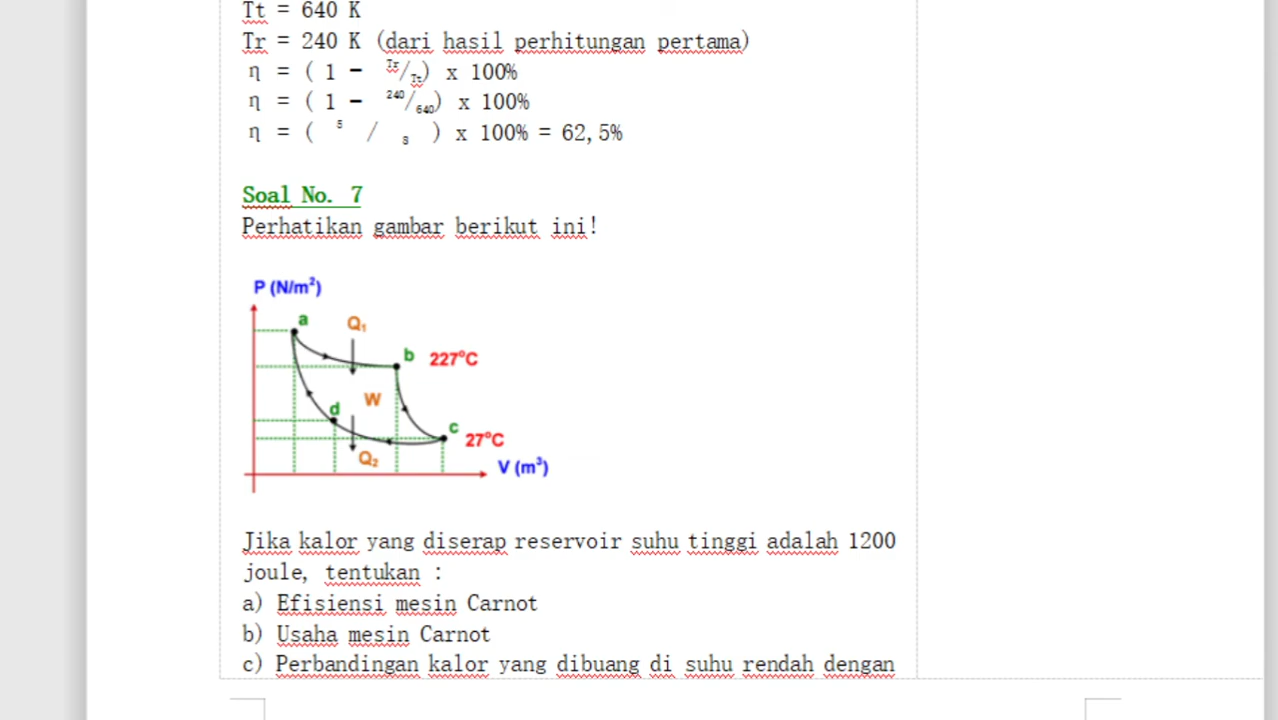 Tt = 640 K
Tr = 240 K (dari hasil perhitungan pertama)
η = ( 1 − Tr/Tt) x 100%
η = ( 1 − 240/640) x 100%
η = ( 5 / 8 ) x 100% = 62,5%
Soal No. 7
Perhatikan gambar berikut ini!
P (N/m²)
a
Q₁
b 227°C
W
d
c 27°C
Q₂
V (m³)
Jika kalor yang diserap reservoir suhu tinggi adalah 1200
joule, tentukan :
a) Efisiensi mesin Carnot
b) Usaha mesin Carnot
c) Perbandingan kalor yang dibuang di suhu rendah dengan